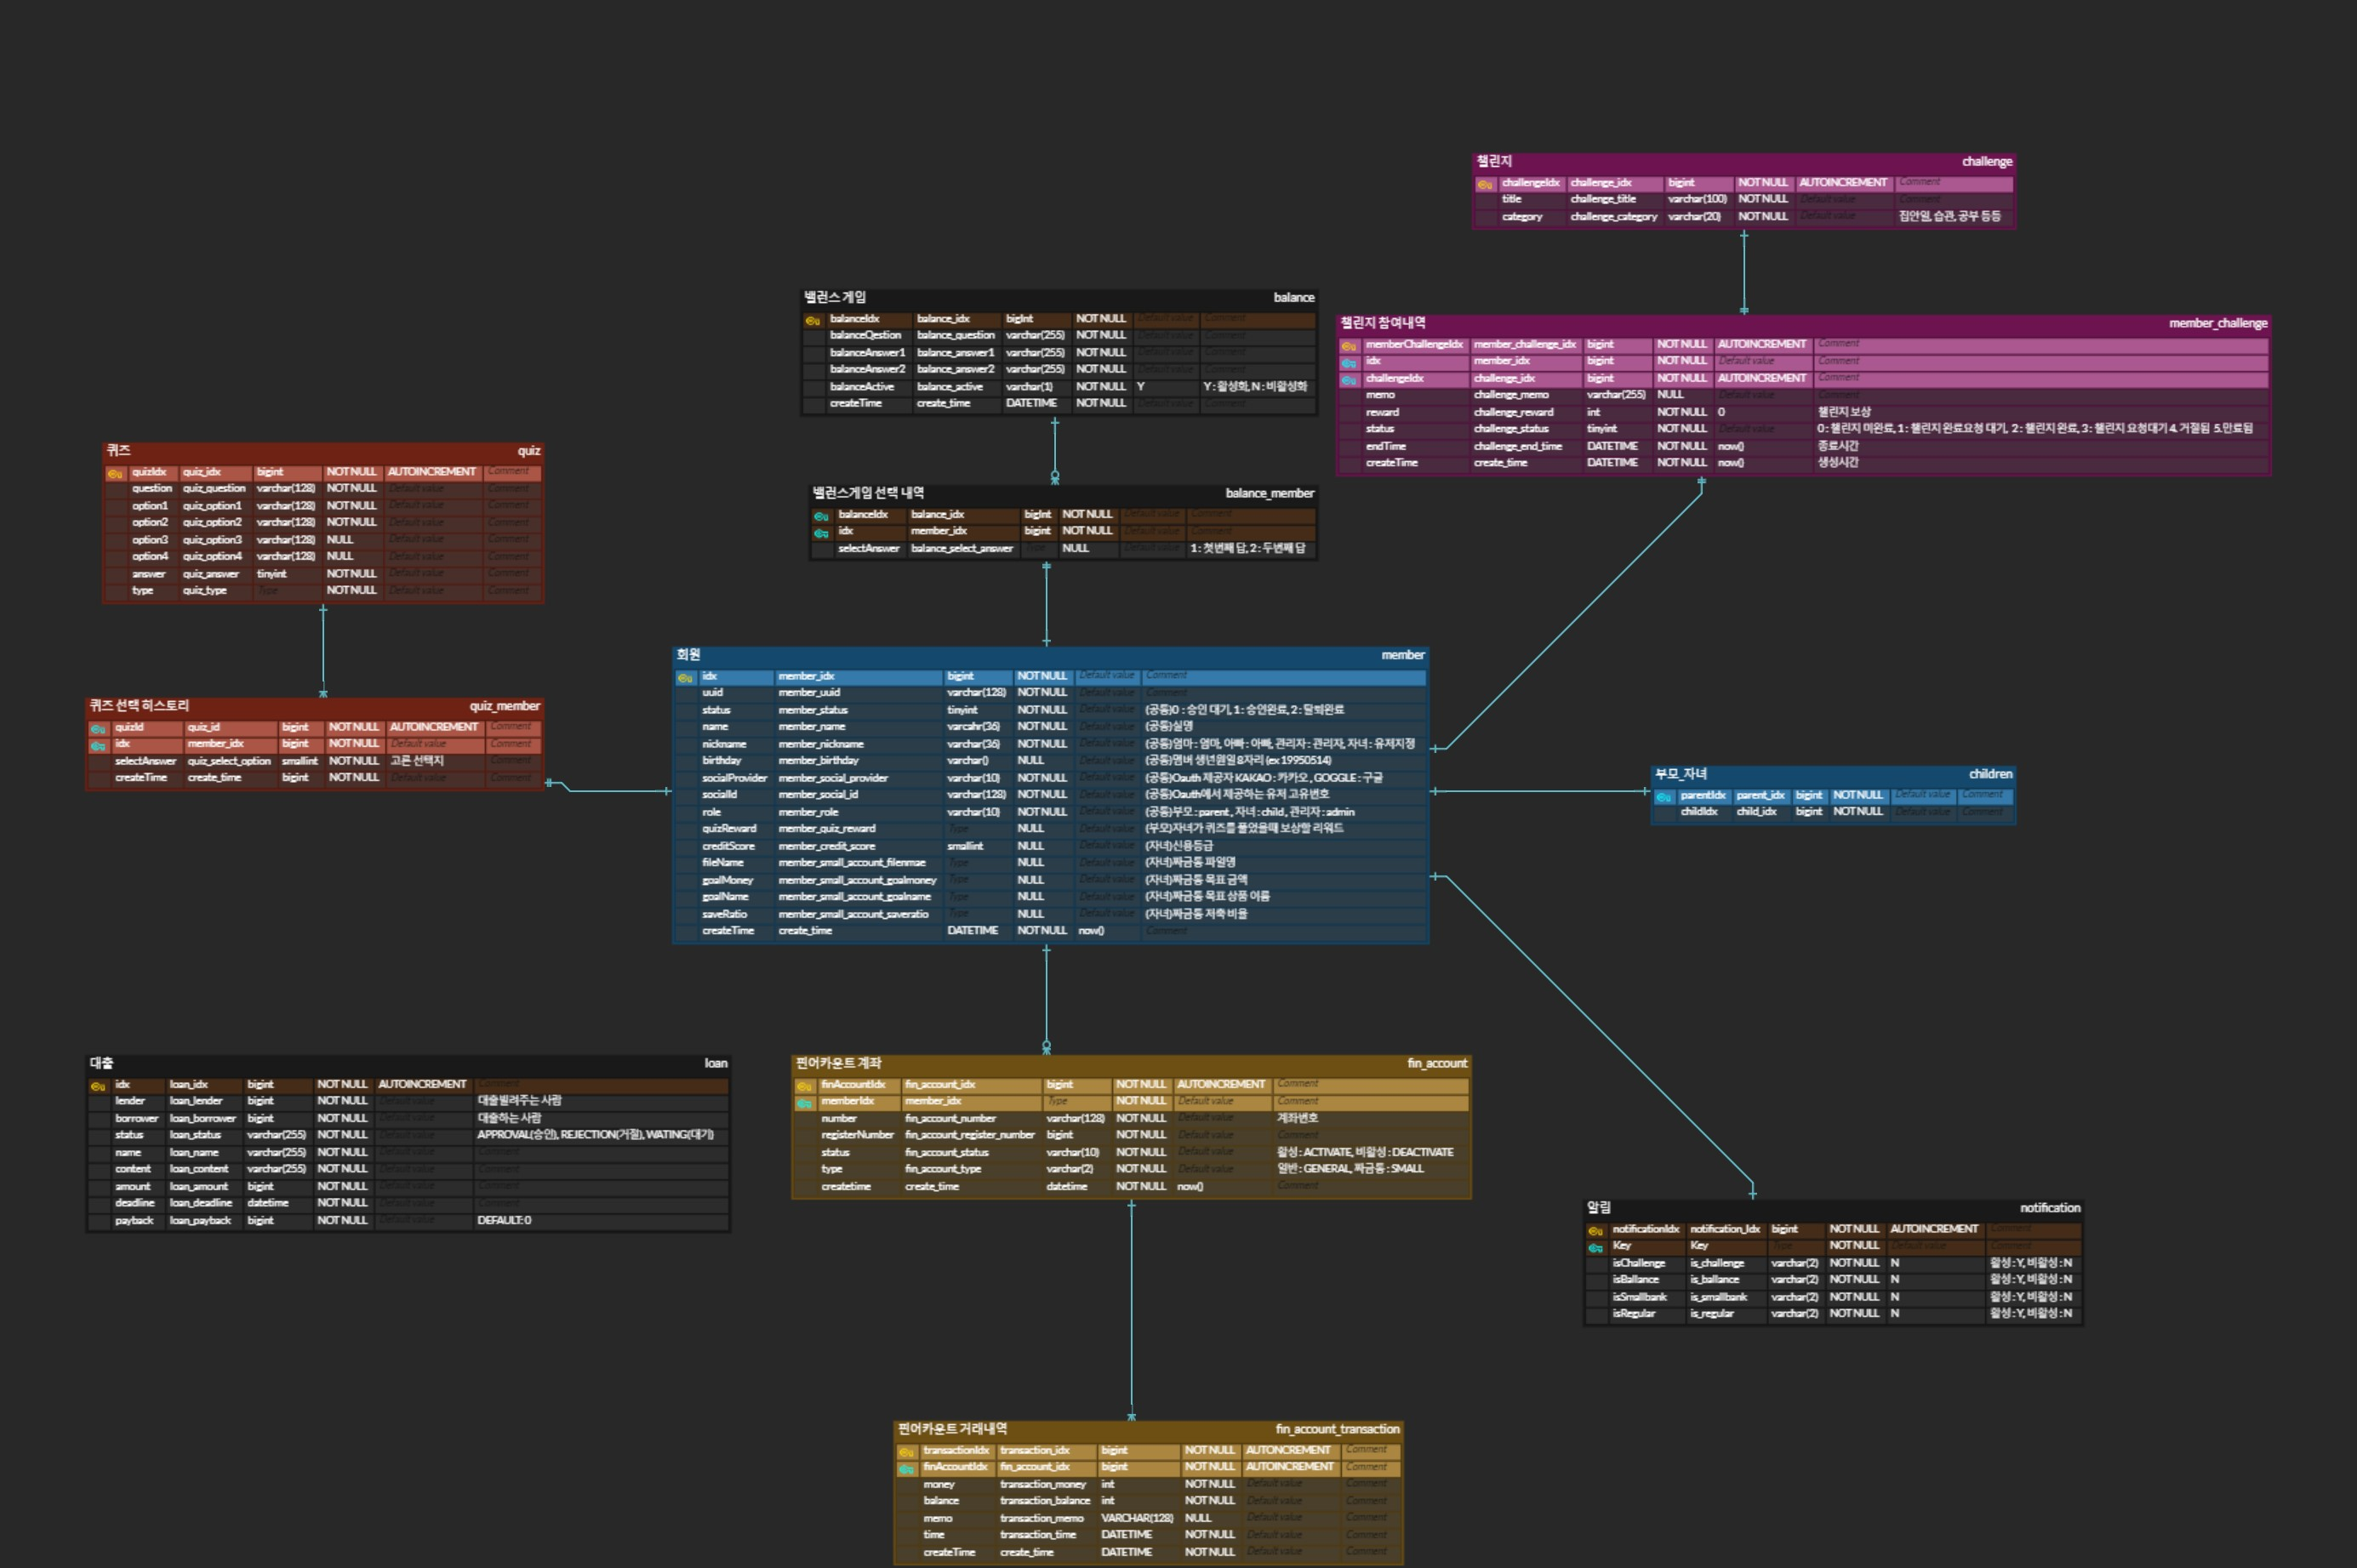 챌린지 challenge
challengeIdx challenge_idx bigint NOT NULL AUTOINCREMENT Comment
title challenge_title varchar(100) NOT NULL Default value Comment
category challenge_category varchar(20) NOT NULL Default value 집안일, 습관, 공부 등등
밸런스 게임 balance
balanceIdx balance_idx bigInt NOT NULL Default value Comment
balanceQestion balance_question varchar(255) NOT NULL Default value Comment
balanceAnswer1 balance_answer1 varchar(255) NOT NULL Default value Comment
balanceAnswer2 balance_answer2 varchar(255) NOT NULL Default value Comment
balanceActive balance_active varchar(1) NOT NULL Y Y : 활성화, N : 비활성화
createTime create_time DATETIME NOT NULL Default value Comment
챌린지 참여내역 member_challenge
memberChallengeIdx member_challenge_idx bigint NOT NULL AUTOINCREMENT Comment
idx member_idx bigint NOT NULL Default value Comment
challengeIdx challenge_idx bigint NOT NULL AUTOINCREMENT Comment
memo challenge_memo varchar(255) NULL Default value Comment
reward challenge_reward int NOT NULL 0 챌린지 보상
status challenge_status tinyint NOT NULL Default value 0 : 챌린지 미완료, 1 : 챌린지 완료요청 대기, 2 : 챌린지 완료, 3 : 챌린지 요청대기 4. 거절됨 5.만료됨
endTime challenge_end_time DATETIME NOT NULL now() 종료시간
createTime create_time DATETIME NOT NULL now() 생성시간
퀴즈 quiz
quizIdx quiz_idx bigint NOT NULL AUTOINCREMENT Comment
question quiz_question varchar(128) NOT NULL Default value Comment
option1 quiz_option1 varchar(128) NOT NULL Default value Comment
option2 quiz_option2 varchar(128) NOT NULL Default value Comment
option3 quiz_option3 varchar(128) NULL Default value Comment
option4 quiz_option4 varchar(128) NULL Default value Comment
answer quiz_answer tinyint NOT NULL Default value Comment
type quiz_type Type NOT NULL Default value Comment
밸런스게임 선택 내역 balance_member
balanceIdx balance_idx bigInt NOT NULL Default value Comment
idx member_idx bigint NOT NULL Default value Comment
selectAnswer balance_select_answer Type NULL Default value 1 : 첫번째 답, 2 : 두번째 답
퀴즈 선택 히스토리 quiz_member
quizId quiz_id bigint NOT NULL AUTOINCREMENT Comment
idx member_idx bigint NOT NULL Default value Comment
selectAnswer quiz_select_option smallint NOT NULL 고른 선택지 Comment
createTime create_time bigint NOT NULL Default value Comment
회원 member
idx member_idx bigint NOT NULL Default value Comment
uuid member_uuid varchar(128) NOT NULL Default value Comment
status member_status tinyint NOT NULL Default value (공통)0 : 승인 대기, 1 : 승인완료, 2 : 탈퇴완료
name member_name varcahr(36) NOT NULL Default value (공통)실명
nickname member_nickname varchar(36) NOT NULL Default value (공통)엄마 : 엄마, 아빠 : 아빠, 관리자 : 관리자, 자녀 : 유저지정
birthday member_birthday varchar() NULL Default value (공통)멤버 생년월일 8자리 (ex 19950514)
socialProvider member_social_provider varchar(10) NOT NULL Default value (공통)Oauth 제공자 KAKAO : 카카오 , GOGGLE : 구글
socialId member_social_id varchar(128) NOT NULL Default value (공통)Oauth에서 제공하는 유저 고유번호
role member_role varchar(10) NOT NULL Default value (공통)부모 : parent , 자녀 : child , 관리자 : admin
quizReward member_quiz_reward Type NULL Default value (부모)자녀가 퀴즈를 풀었을때 보상할 리워드
creditScore member_credit_score smallint NULL Default value (자녀)신용등급
fileName member_small_account_filenmae Type NULL Default value (자녀)짜금통 파일명
goalMoney member_small_account_goalmoney Type NULL Default value (자녀)짜금통 목표 금액
goalName member_small_account_goalname Type NULL Default value (자녀)짜금통 목표 상품 이름
saveRatio member_small_account_saveratio Type NULL Default value (자녀)짜금통 저축 비율
createTime create_time DATETIME NOT NULL now() Comment
부모_자녀 children
parentIdx parent_idx bigint NOT NULL Default value Comment
childIdx child_idx bigint NOT NULL Default value Comment
대출 loan
idx loan_idx bigint NOT NULL AUTOINCREMENT Comment
lender loan_lender bigint NOT NULL Default value 대출빌려주는 사람
borrower loan_borrower bigint NOT NULL Default value 대출하는 사람
status loan_status varchar(255) NOT NULL Default value APPROVAL(승인), REJECTION(거절), WATING(대기)
name loan_name varchar(255) NOT NULL Default value Comment
content loan_content varchar(255) NOT NULL Default value Comment
amount loan_amount bigint NOT NULL Default value Comment
deadline loan_deadline datetime NOT NULL Default value Comment
payback loan_payback bigint NOT NULL Default value DEFAULT: 0
핀어카운트 계좌 fin_account
finAccountIdx fin_account_idx bigint NOT NULL AUTOINCREMENT Comment
memberIdx member_idx Type NOT NULL Default value Comment
number fin_account_number varchar(128) NOT NULL Default value 계좌번호
registerNumber fin_account_register_number bigint NOT NULL Default value Comment
status fin_account_status varchar(10) NOT NULL Default value 활성 : ACTIVATE, 비활성 : DEACTIVATE
type fin_account_type varchar(2) NOT NULL Default value 일반 : GENERAL, 짜금통 : SMALL
createtime create_time datetime NOT NULL now() Comment
알림 notification
notificationIdx notification_Idx bigint NOT NULL AUTOINCREMENT Comment
Key Key Type NOT NULL Default value Comment
isChallenge is_challenge varchar(2) NOT NULL N 활성 : Y, 비활성 : N
isBallance is_ballance varchar(2) NOT NULL N 활성 : Y, 비활성 : N
isSmallbank is_smallbank varchar(2) NOT NULL N 활성 : Y, 비활성 : N
isRegular is_regular varchar(2) NOT NULL N 활성 : Y, 비활성 : N
핀어카운트 거래내역 fin_account_transaction
transactionIdx transaction_idx bigint NOT NULL AUTONCREMENT Comment
finAccountIdx fin_account_idx bigint NOT NULL AUTOINCREMENT Comment
money transaction_money int NOT NULL Default value Comment
balance transaction_balance int NOT NULL Default value Comment
memo transaction_memo VARCHAR(128) NULL Default value Comment
time transaction_time DATETIME NOT NULL Default value Comment
createTime create_time DATETIME NOT NULL Default value Comment